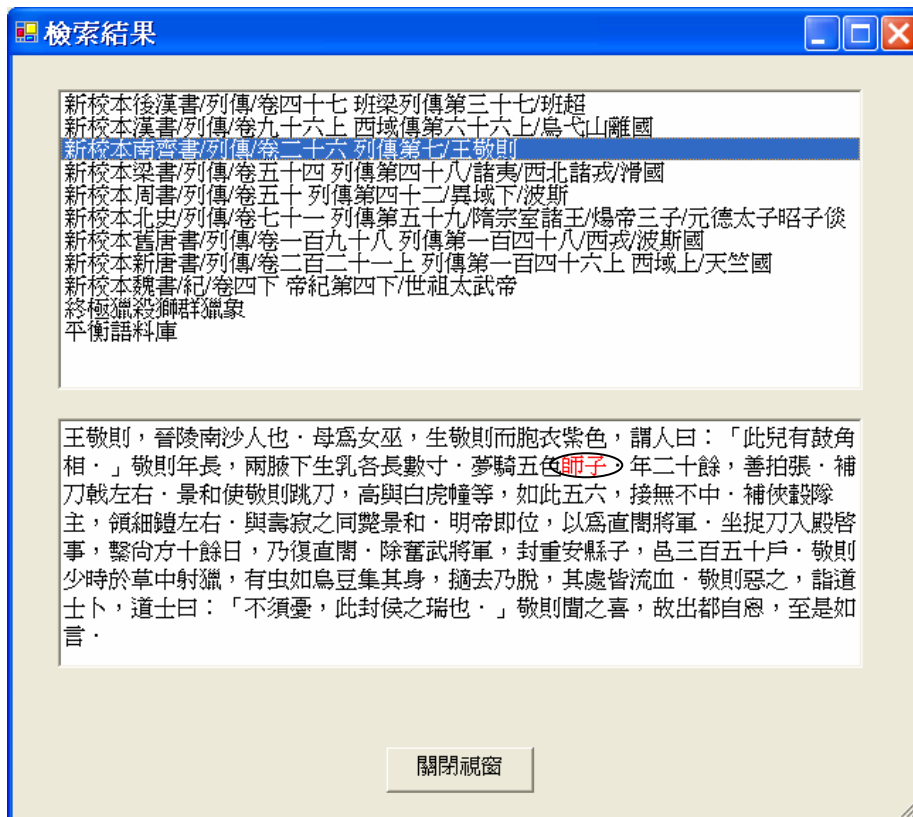 檢索結果
新校本後漢書/列傳/卷四十七 班梁列傳第三十七/班超
新校本漢書/列傳/卷九十六上 西域傳第六十六上/烏弋山離國
新校本南齊書/列傳/卷二十六 列傳第七/王敬則
新校本梁書/列傳/卷五十四 列傳第四十八/諸夷/西北諸戎/滑國
新校本周書/列傳/卷五十 列傳第四十二/異域下/波斯
新校本北史/列傳/卷七十一 列傳第五十九/隋宗室諸王/煬帝三子/元德太子昭子倓
新校本舊唐書/列傳/卷一百九十八 列傳第一百四十八/西戎/波斯國
新校本新唐書/列傳/卷二百二十一上 列傳第一百四十六上 西域上/天竺國
新校本魏書/紀/卷四下 帝紀第四下/世祖太武帝
終極獵殺獅群獵象
平衡語料庫
王敬則，晉陵南沙人也．母為女巫，生敬則而胞衣紫色，謂人曰：「此兒有鼓角
相．」敬則年長，兩腋下生乳各長數寸．夢騎五色師子．年二十餘，善拍張．補
刀戟左右．景和使敬則跳刀，高與白虎幢等，如此五六，接無不中．補俠轂隊
主，領細鎧左右．與壽寂之同斃景和．明帝即位，以為直閤將軍．坐捉刀入殿啓
事，繫尚方十餘日，乃復直閤．除奮武將軍，封重安縣子，邑三百五十戶．敬則
少時於草中射獵，有虫如烏豆集其身，擿去乃脫，其處皆流血．敬則惡之，詣道
士卜，道士曰：「不須憂，此封侯之瑞也．」敬則聞之喜，故出都自效，至是如
言．
關閉視窗